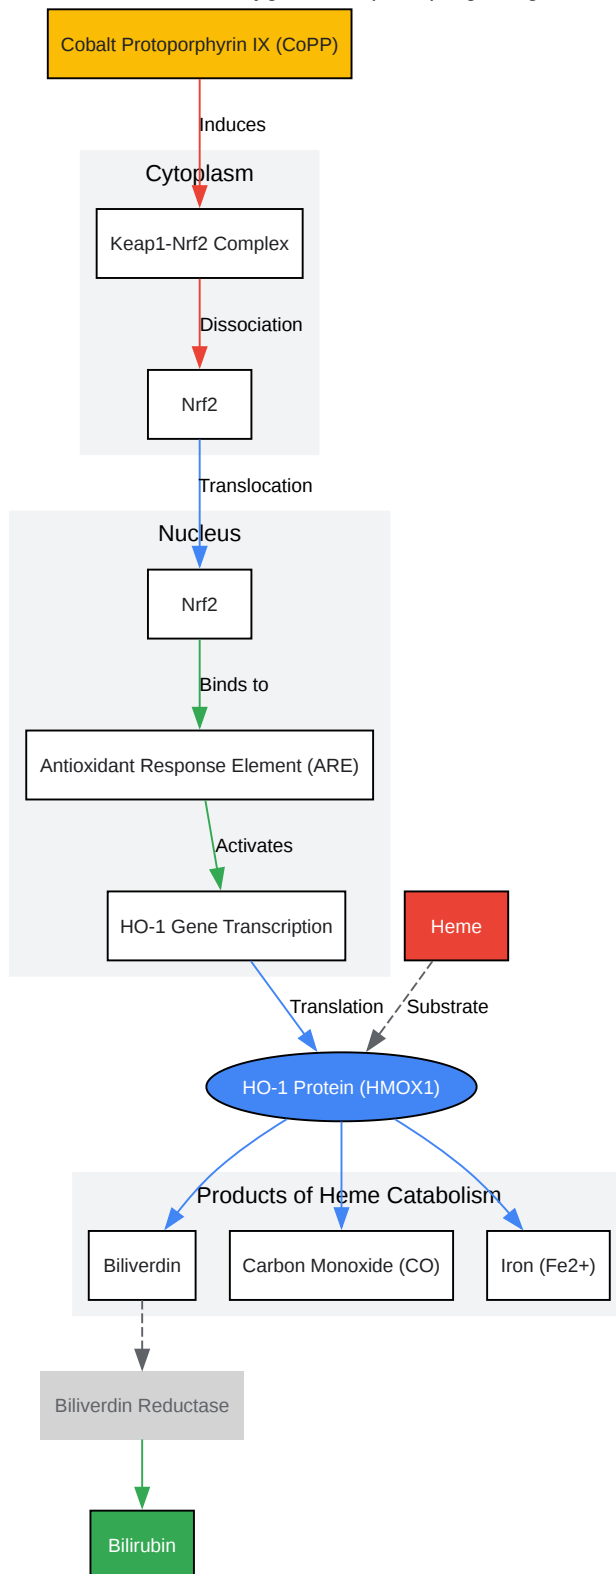 Cobalt Protoporphyrin IX (CoPP)
Induces
Cytoplasm
Keap1-Nrf2 Complex
Dissociation
Nrf2
Translocation
Nucleus
Nrf2
Binds to
Antioxidant Response Element (ARE)
Activates
HO-1 Gene Transcription
Heme
Translation
Substrate
HO-1 Protein (HMOX1)
Products of Heme Catabolism
Biliverdin
Carbon Monoxide (CO)
Iron (Fe2+)
Biliverdin Reductase
Bilirubin